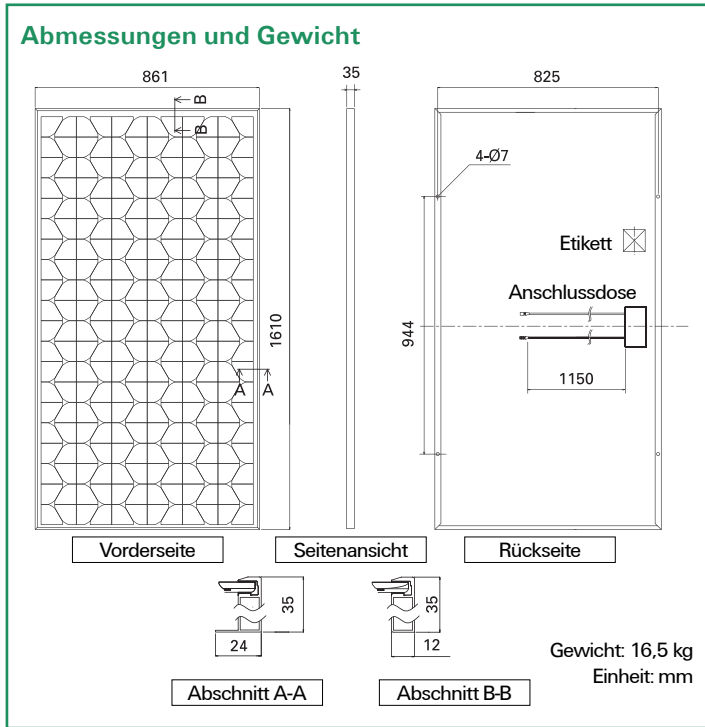 Abmessungen und Gewicht
861
35
825
B
B
4-Ø7
Etikett
Anschlussdose
1610
944
A
A
1150
Vorderseite
Seitenansicht
Rückseite
35
24
35
12
Gewicht: 16,5 kg
Einheit: mm
Abschnitt A-A
Abschnitt B-B